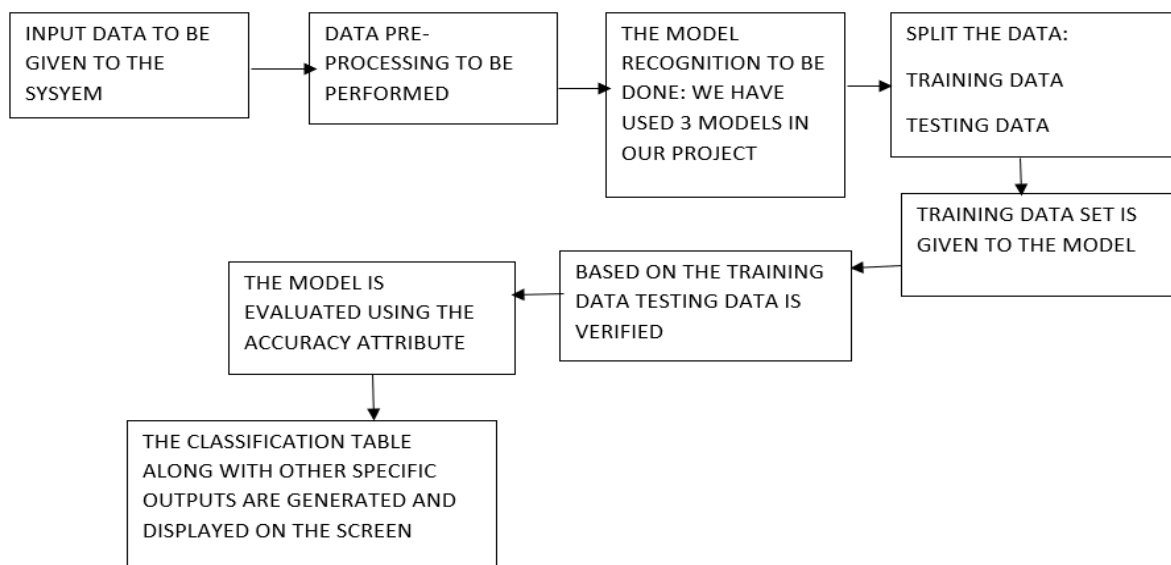 INPUT DATA TO BE
GIVEN TO THE
SYSYEM
DATA PRE-
PROCESSING TO BE
PERFORMED
THE MODEL
RECOGNITION TO BE
DONE: WE HAVE
USED 3 MODELS IN
OUR PROJECT
SPLIT THE DATA:
TRAINING DATA
TESTING DATA
TRAINING DATA SET IS
GIVEN TO THE MODEL
BASED ON THE TRAINING
DATA TESTING DATA IS
VERIFIED
THE MODEL IS
EVALUATED USING THE
ACCURACY ATTRIBUTE
THE CLASSIFICATION TABLE
ALONG WITH OTHER SPECIFIC
OUTPUTS ARE GENERATED AND
DISPLAYED ON THE SCREEN